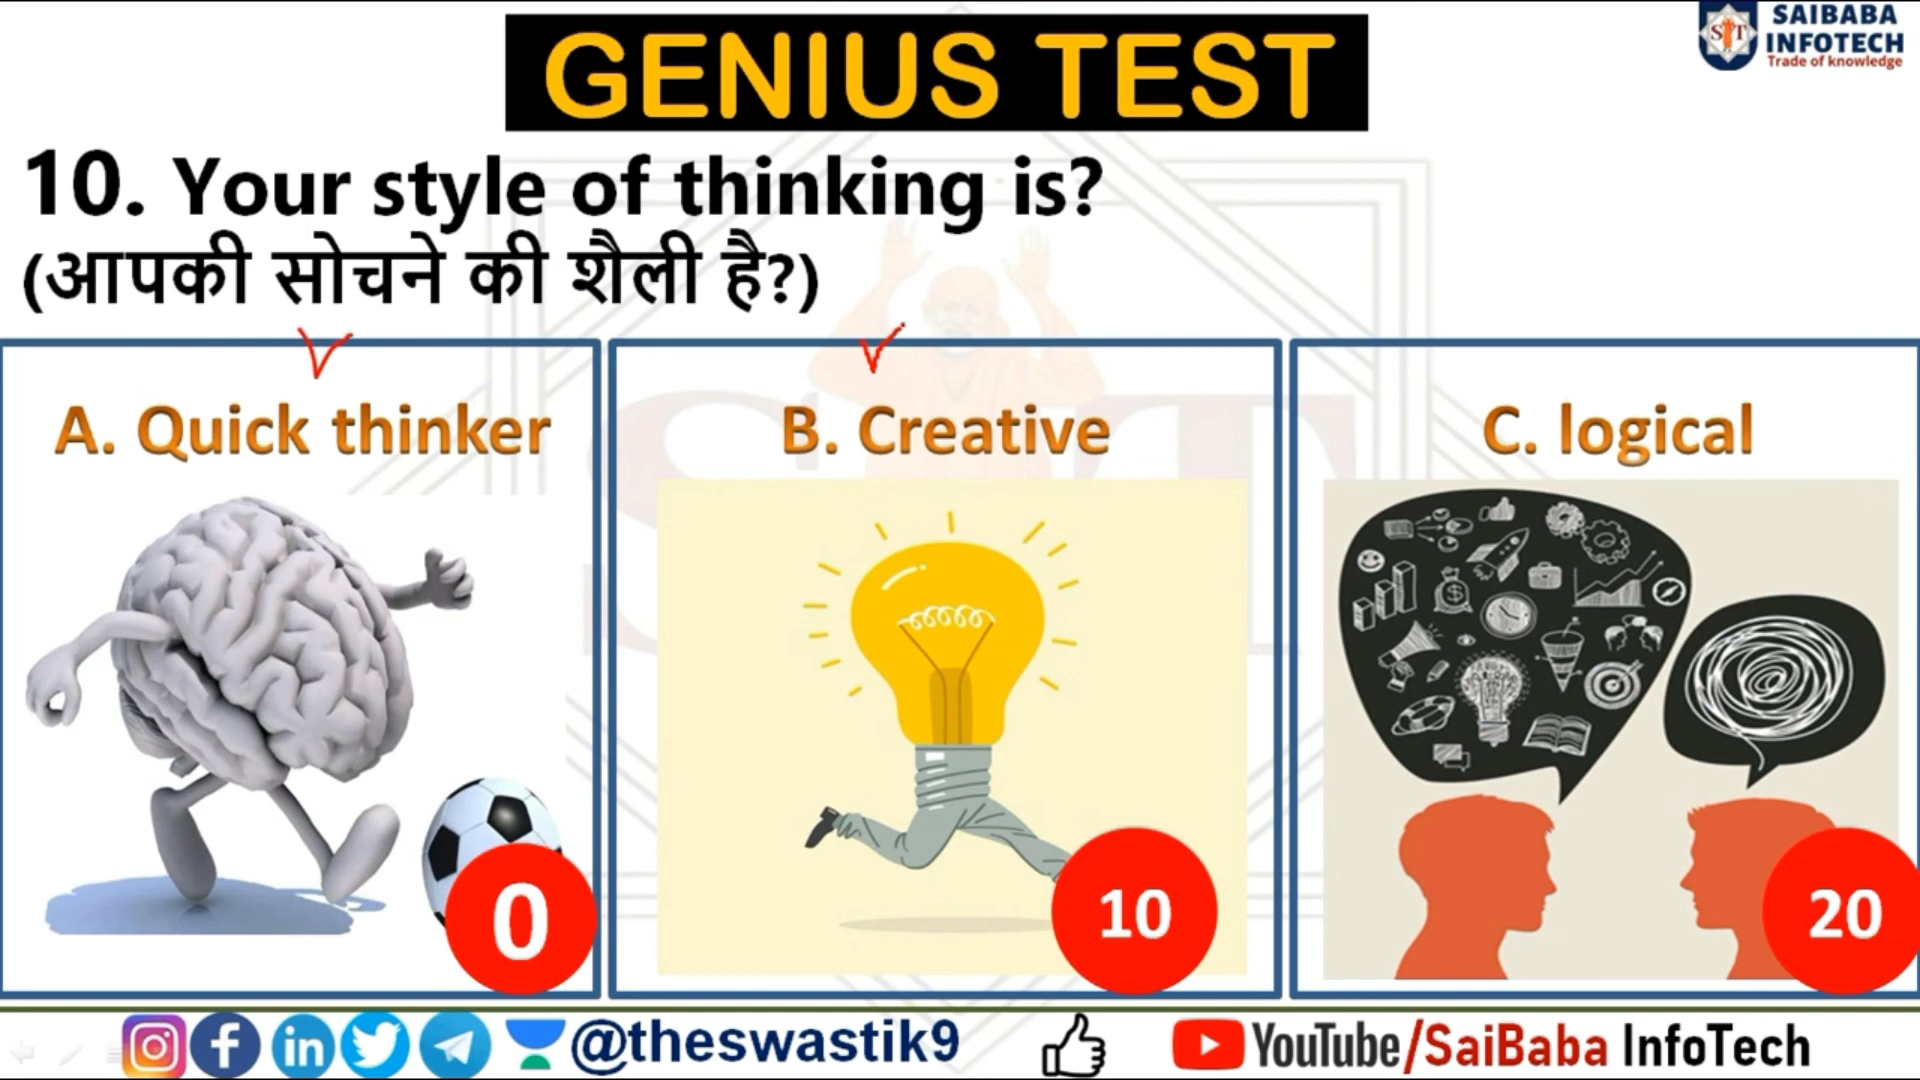 GENIUS TEST
SAIBABA
INFOTECH
Trade of knowledge
10. Your style of thinking is?
(आपकी सोचने की शैली है?)
A. Quick thinker
B. Creative
C. logical
0
10
20
@theswastik9
YouTube/SaiBaba InfoTech